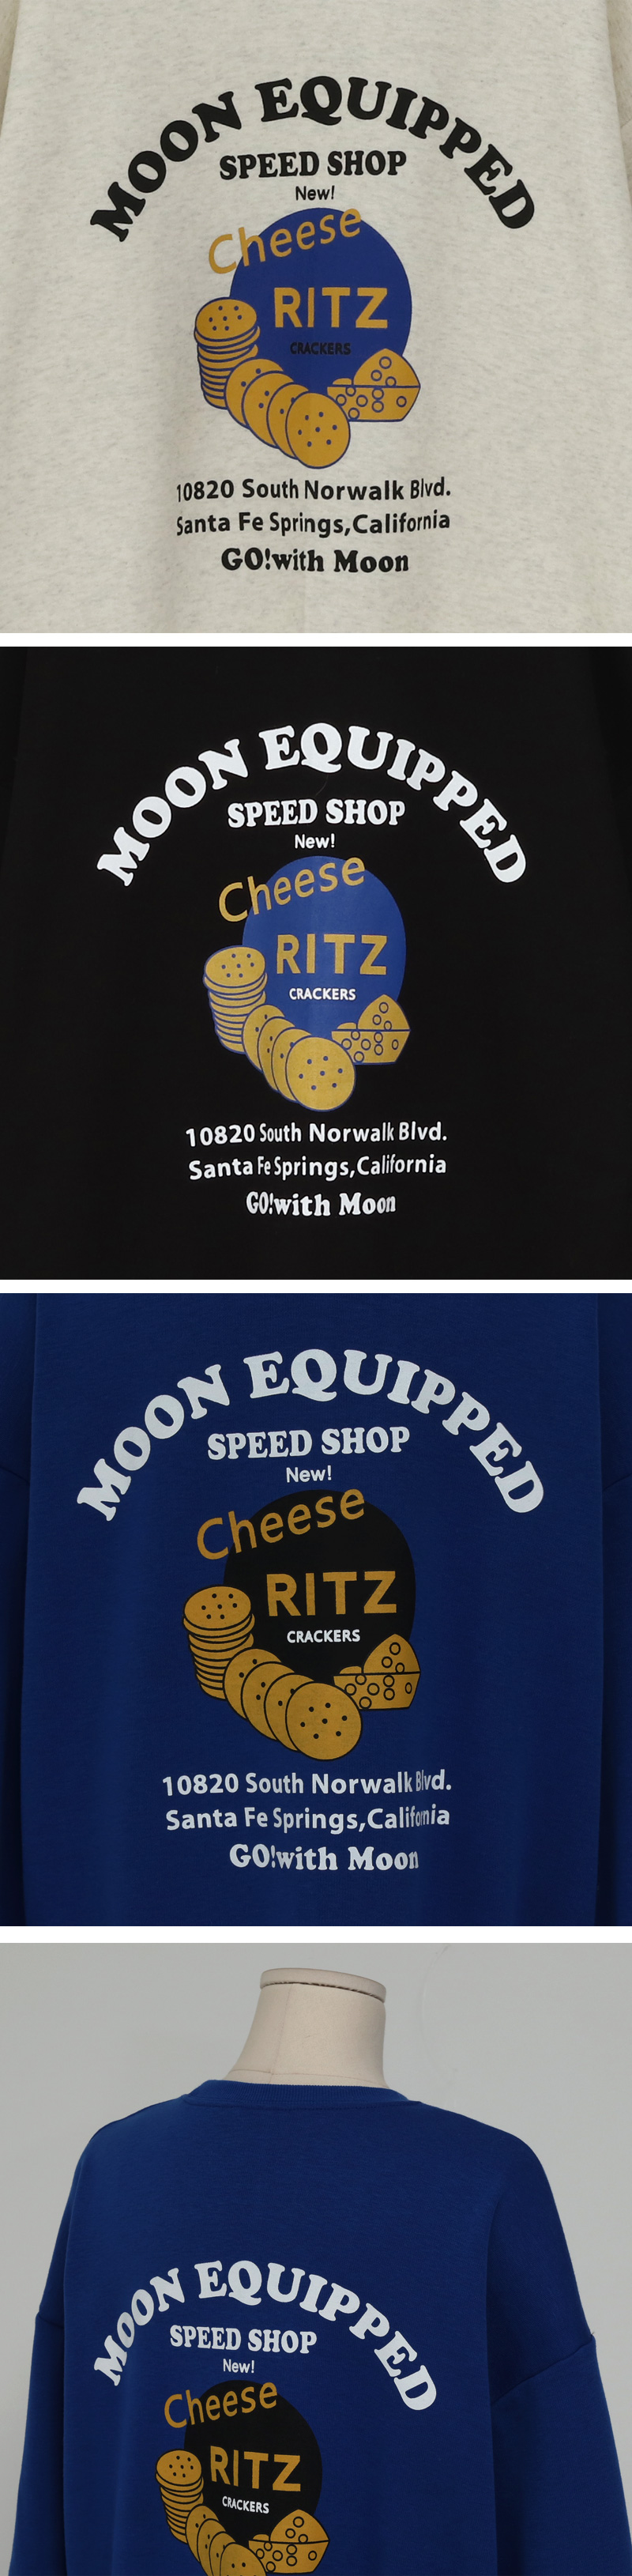 MOON EQUIPPED
SPEED SHOP
New!
Cheese
RITZ
CRACKERS
10820 South Norwalk Blvd.
Santa Fe Springs,California
GO!with Moon
MOON EQUIPPED
SPEED SHOP
New!
Cheese
RITZ
CRACKERS
10820 South Norwalk Blvd.
Santa Fe Springs,California
GO!with Moon
MOON EQUIPPED
SPEED SHOP
New!
Cheese
RITZ
CRACKERS
10820 South Norwalk Blvd.
Santa Fe Springs,California
GO!with Moon
MOON EQUIPPED
SPEED SHOP
New!
Cheese
RITZ
CRACKERS